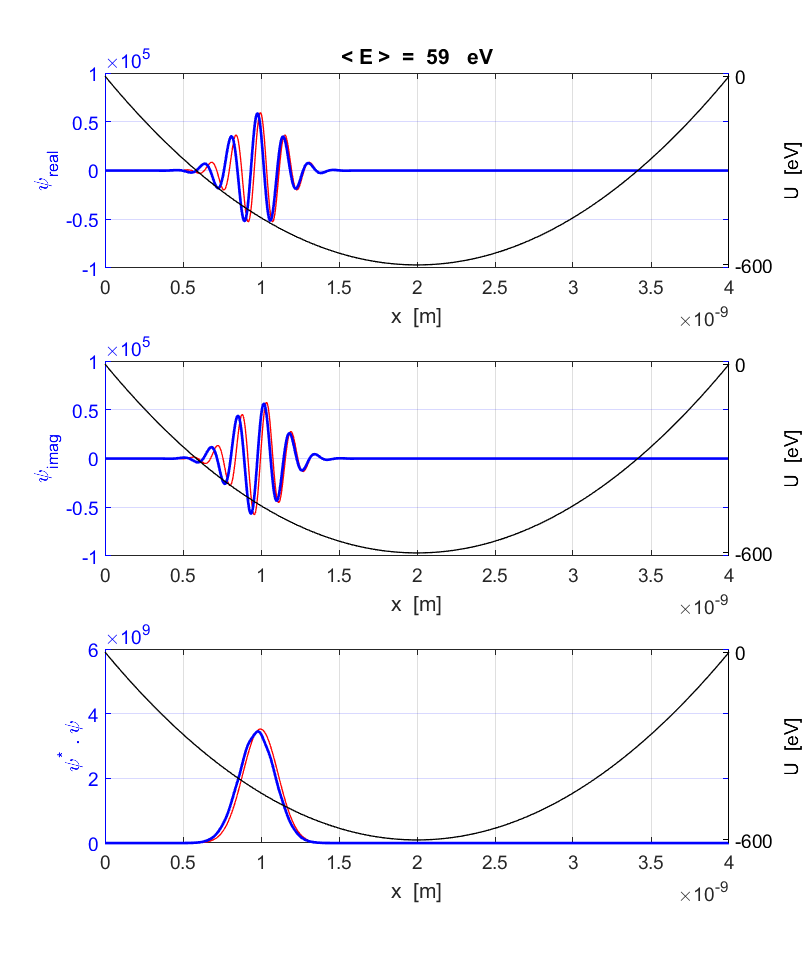 < E > = 59 eV
×10^5
1
0.5
0
-0.5
-1
ψ_real
0
-600
U [eV]
0 0.5 1 1.5 2 2.5 3 3.5 4
x [m]
×10^-9
×10^5
1
0.5
0
-0.5
-1
ψ_imag
0
-600
U [eV]
0 0.5 1 1.5 2 2.5 3 3.5 4
x [m]
×10^-9
×10^9
6
4
2
0
ψ^* . ψ
0
-600
U [eV]
0 0.5 1 1.5 2 2.5 3 3.5 4
x [m]
×10^-9